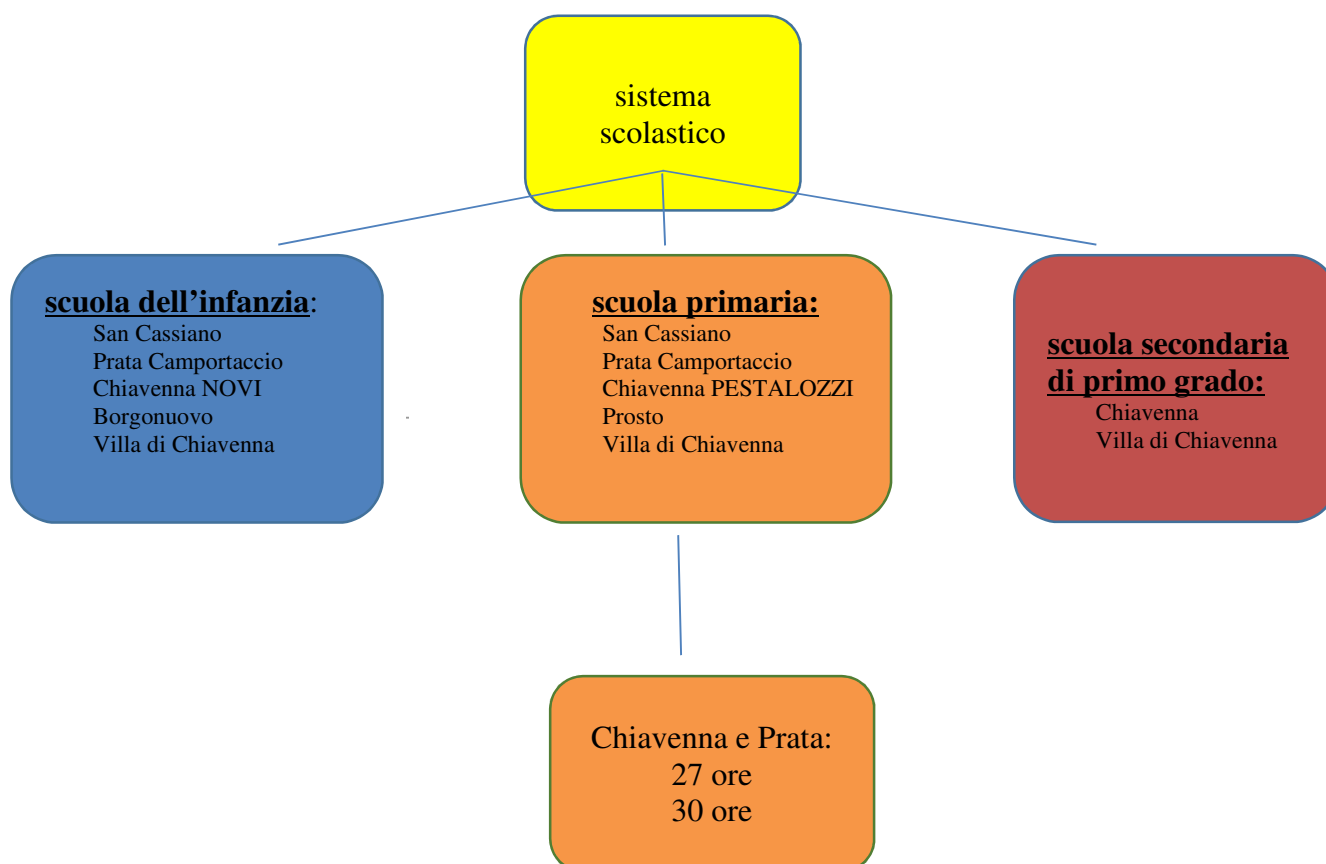 sistema
scolastico
scuola dell’infanzia:
San Cassiano
Prata Camportaccio
Chiavenna NOVI
Borgonuovo
Villa di Chiavenna
scuola primaria:
San Cassiano
Prata Camportaccio
Chiavenna PESTALOZZI
Prosto
Villa di Chiavenna
scuola secondaria
di primo grado:
Chiavenna
Villa di Chiavenna
Chiavenna e Prata:
27 ore
30 ore